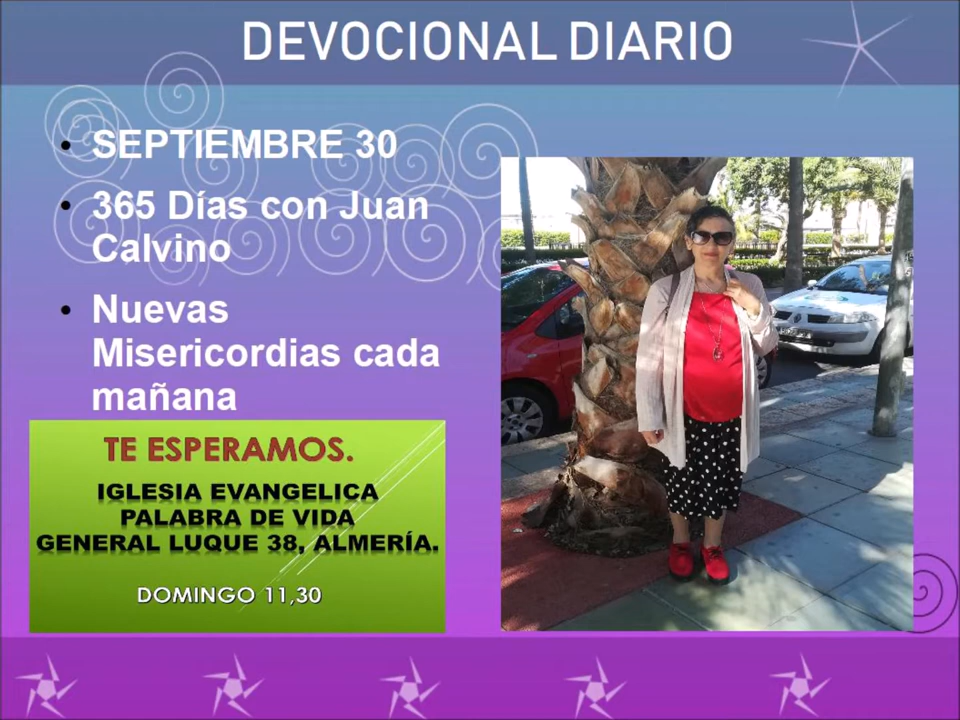 DEVOCIONAL DIARIO
• SEPTIEMBRE 30
• 365 Días con Juan
Calvino
• Nuevas
Misericordias cada
mañana
TE ESPERAMOS.
IGLESIA EVANGELICA
PALABRA DE VIDA
GENERAL LUQUE 38, ALMERÍA.
DOMINGO 11,30